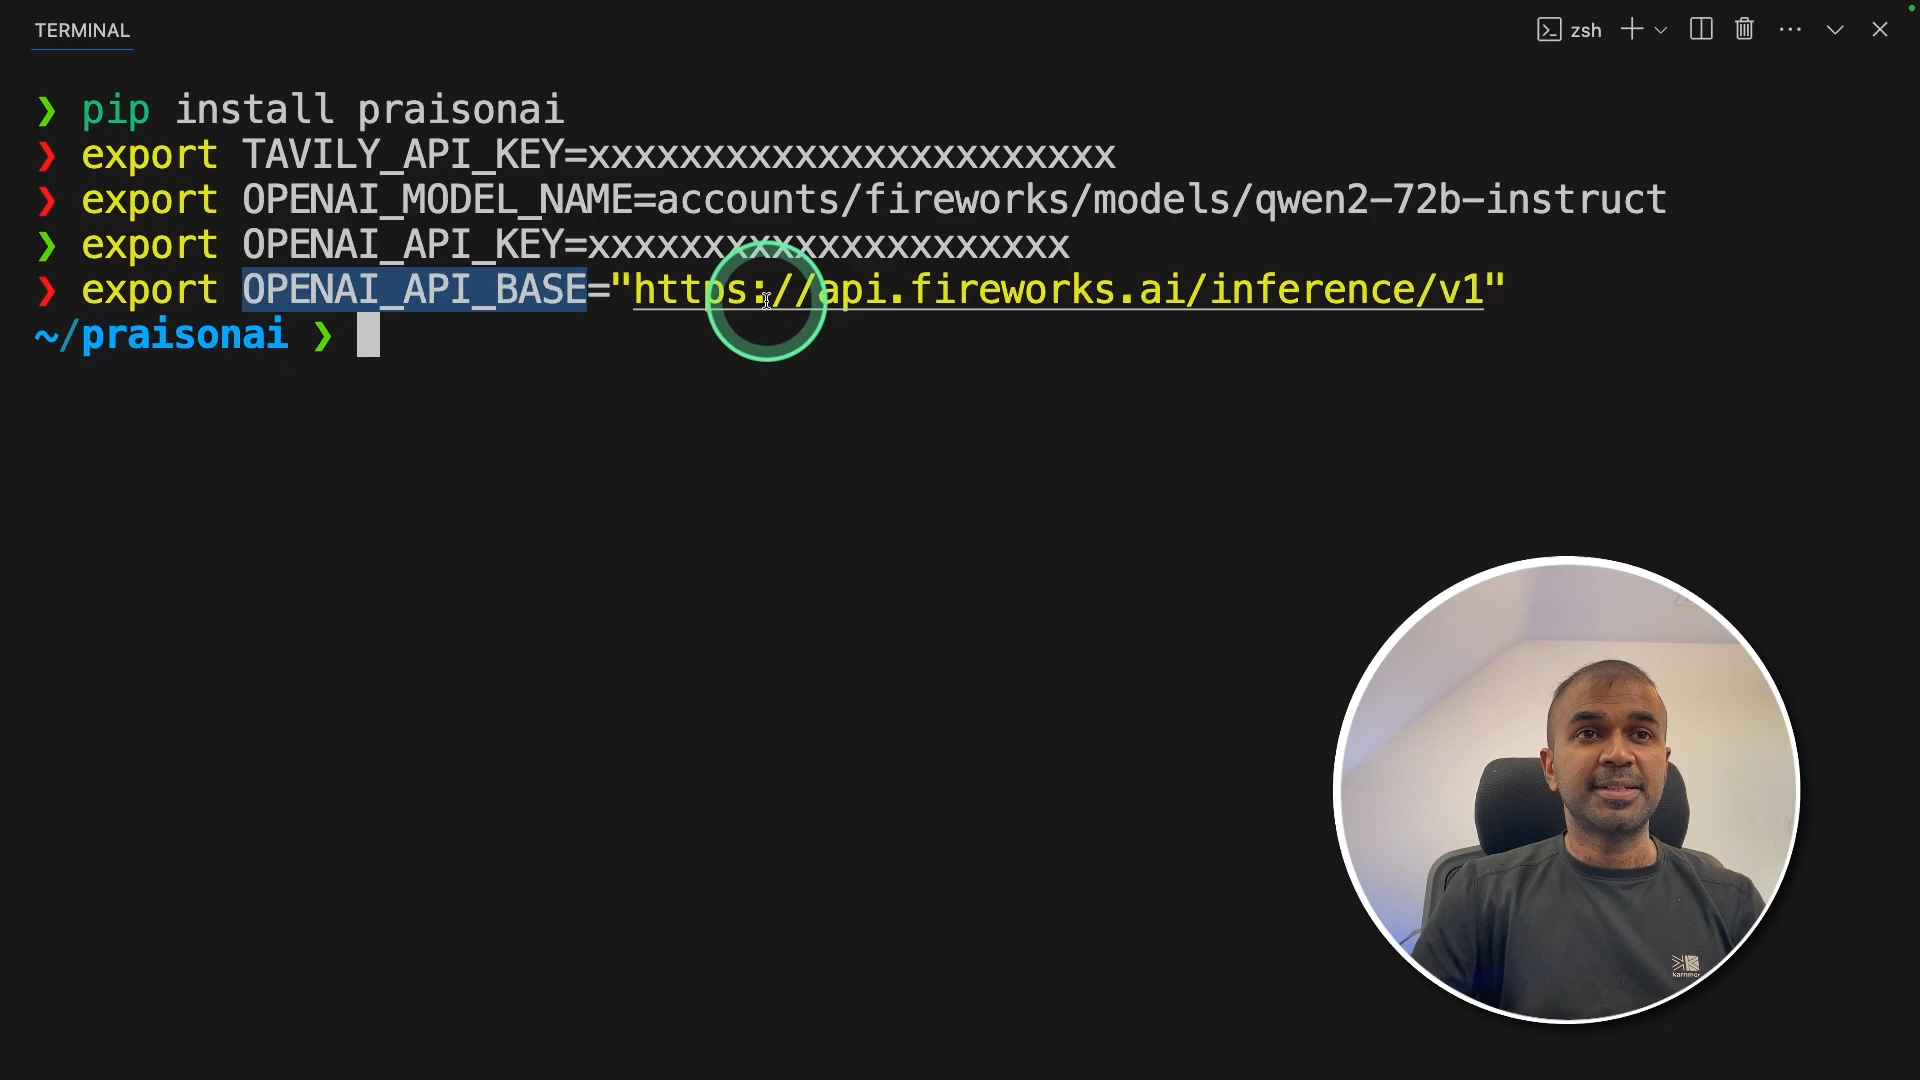 TERMINAL
zsh
❯ pip install praisonai
❯ export TAVILY_API_KEY=xxxxxxxxxxxxxxxxxxxxxxx
❯ export OPENAI_MODEL_NAME=accounts/fireworks/models/qwen2-72b-instruct
❯ export OPENAI_API_KEY=xxxxxxxxxxxxxxxxxxxxx
❯ export OPENAI_API_BASE="https://api.fireworks.ai/inference/v1"
~/praisonai ❯